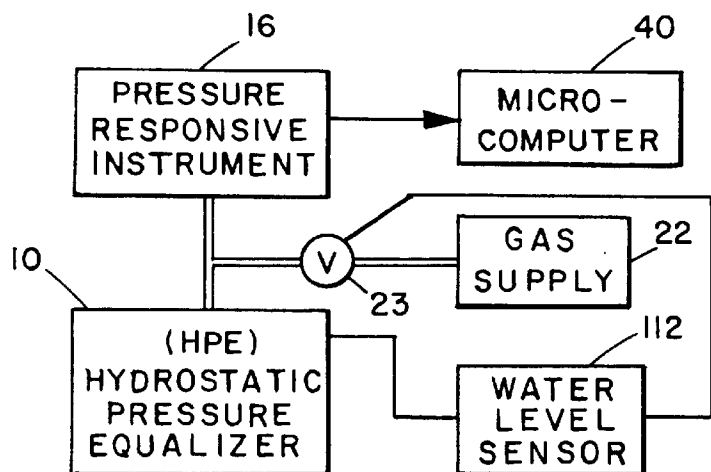 16
40
PRESSURE
RESPONSIVE
INSTRUMENT
MICRO-
COMPUTER
10
V
23
GAS
SUPPLY
22
(HPE)
HYDROSTATIC
PRESSURE
EQUALIZER
112
WATER
LEVEL
SENSOR